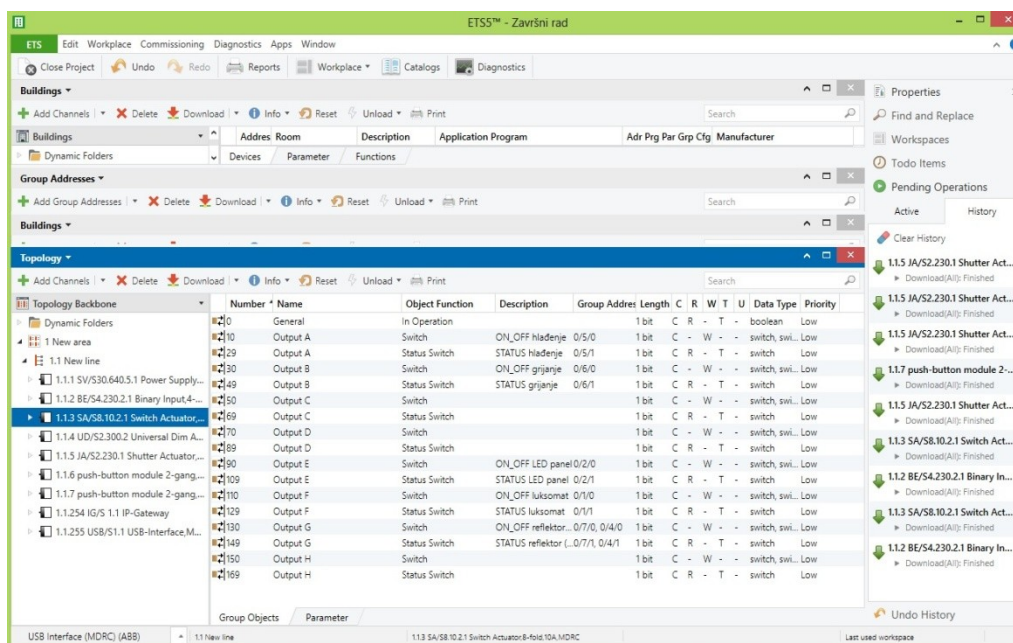 ETS5™ - Završni rad
ETS Edit Workplace Commissioning Diagnostics Apps Window
Close Project Undo Redo Reports Workplace Catalogs Diagnostics
Buildings
Add Channels Delete Download Info Reset Unload Print Search
Buildings Addres Room Description Application Program Adr Prg Par Grp Cfg Manufacturer
Dynamic Folders Devices Parameter Functions
Group Addresses
Add Group Addresses Delete Download Info Reset Unload Print Search
Buildings
Topology
Add Channels Delete Download Info Reset Unload Print Search
Topology Backbone
Dynamic Folders
1 New area
1.1 New line
1.1.1 SV/S30.640.5.1 Power Supply,...
1.1.2 BE/S4.230.2.1 Binary Input,4-...
1.1.3 SA/S8.10.2.1 Switch Actuator,...
1.1.4 UD/S2.300.2 Universal Dim A...
1.1.5 JA/S2.230.1 Shutter Actuator,...
1.1.6 push-button module 2-gang,...
1.1.7 push-button module 2-gang,...
1.1.254 IG/S 1.1 IP-Gateway
1.1.255 USB/S1.1 USB-Interface,M...
Number Name Object Function Description Group Addres Length C R W T U Data Type Priority
0 General In Operation 1 bit C R - T - boolean Low
10 Output A Switch ON_OFF hlađenje 0/5/0 1 bit C - W - - switch, swi... Low
29 Output A Status Switch STATUS hlađenje 0/5/1 1 bit C R - T - switch Low
30 Output B Switch ON_OFF grijanje 0/6/0 1 bit C - W - - switch, swi... Low
49 Output B Status Switch STATUS grijanje 0/6/1 1 bit C R - T - switch Low
50 Output C Switch 1 bit C - W - - switch, swi... Low
69 Output C Status Switch 1 bit C R - T - switch Low
70 Output D Switch 1 bit C - W - - switch, swi... Low
89 Output D Status Switch 1 bit C R - T - switch Low
90 Output E Switch ON_OFF LED panel 0/2/0 1 bit C - W - - switch, swi... Low
109 Output E Status Switch STATUS LED panel 0/2/1 1 bit C R - T - switch Low
110 Output F Switch ON_OFF luksomat 0/1/0 1 bit C - W - - switch, swi... Low
129 Output F Status Switch STATUS luksomat 0/1/1 1 bit C R - T - switch Low
130 Output G Switch ON_OFF reflektor... 0/7/0, 0/4/0 1 bit C - W - - switch, swi... Low
149 Output G Status Switch STATUS reflektor (... 0/7/1, 0/4/1 1 bit C R - T - switch Low
150 Output H Switch 1 bit C - W - - switch, swi... Low
169 Output H Status Switch 1 bit C R - T - switch Low
Group Objects Parameter
Properties
Find and Replace
Workspaces
Todo Items
Pending Operations
Active History
Clear History
1.1.5 JA/S2.230.1 Shutter Act...
Download(All): Finished
1.1.5 JA/S2.230.1 Shutter Act...
Download(All): Finished
1.1.5 JA/S2.230.1 Shutter Act...
Download(All): Finished
1.1.7 push-button module 2-...
Download(All): Finished
1.1.5 JA/S2.230.1 Shutter Act...
Download(All): Finished
1.1.3 SA/S8.10.2.1 Switch Act...
Download(All): Finished
1.1.2 BE/S4.230.2.1 Binary In...
Download(All): Finished
1.1.3 SA/S8.10.2.1 Switch Act...
Download(All): Finished
1.1.2 BE/S4.230.2.1 Binary In...
Download(All): Finished
Undo History
USB Interface (MDRC) (ABB) 1.1 New line 1.1.3 SA/S8.10.2.1 Switch Actuator,8-fold,10A,MDRC Last used workspace